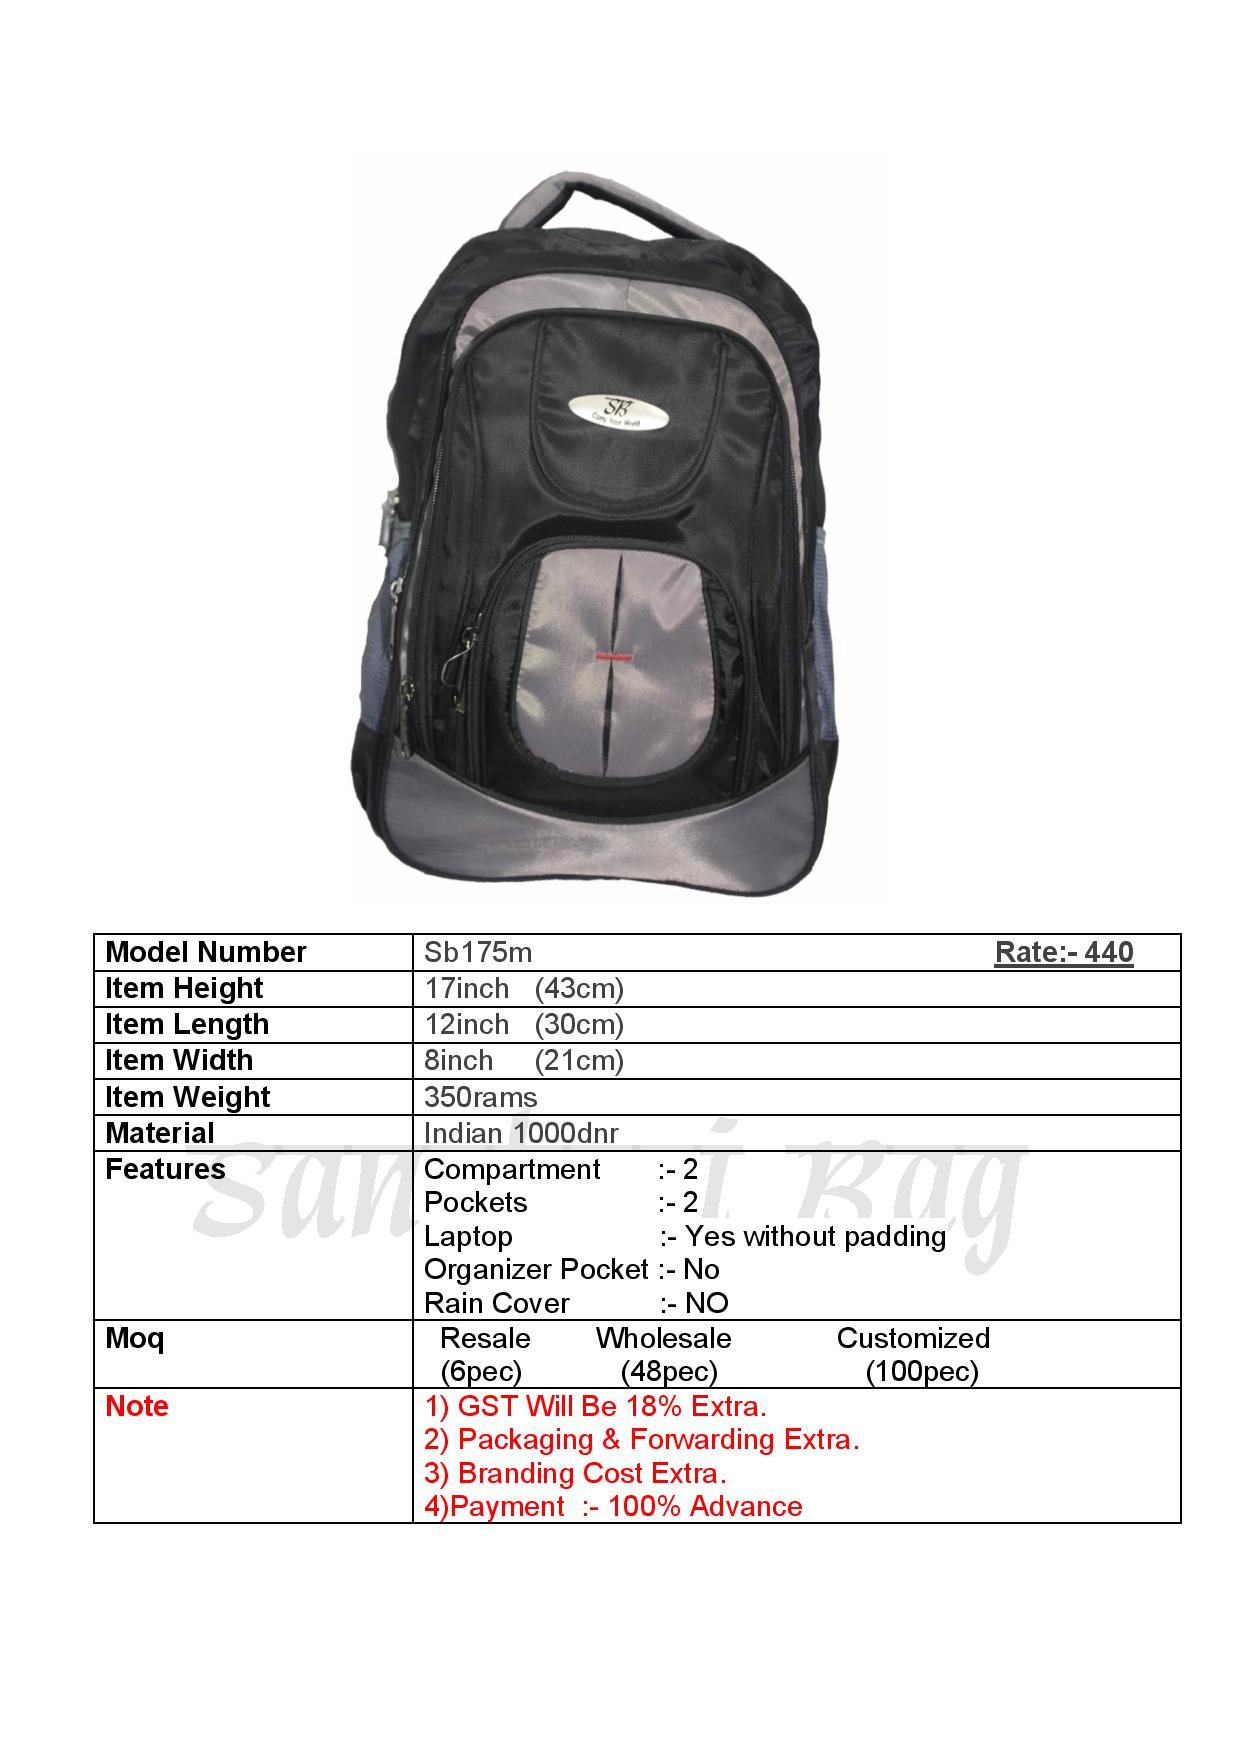 SB
Carry Your World
Model Number Sb175m Rate:- 440
Item Height 17inch (43cm)
Item Length 12inch (30cm)
Item Width 8inch (21cm)
Item Weight 350rams
Material Indian 1000dnr
Features Compartment :- 2
Pockets :- 2
Laptop :- Yes without padding
Organizer Pocket :- No
Rain Cover :- NO
Moq Resale Wholesale Customized
(6pec) (48pec) (100pec)
Note 1) GST Will Be 18% Extra.
2) Packaging & Forwarding Extra.
3) Branding Cost Extra.
4)Payment :- 100% Advance
Bag